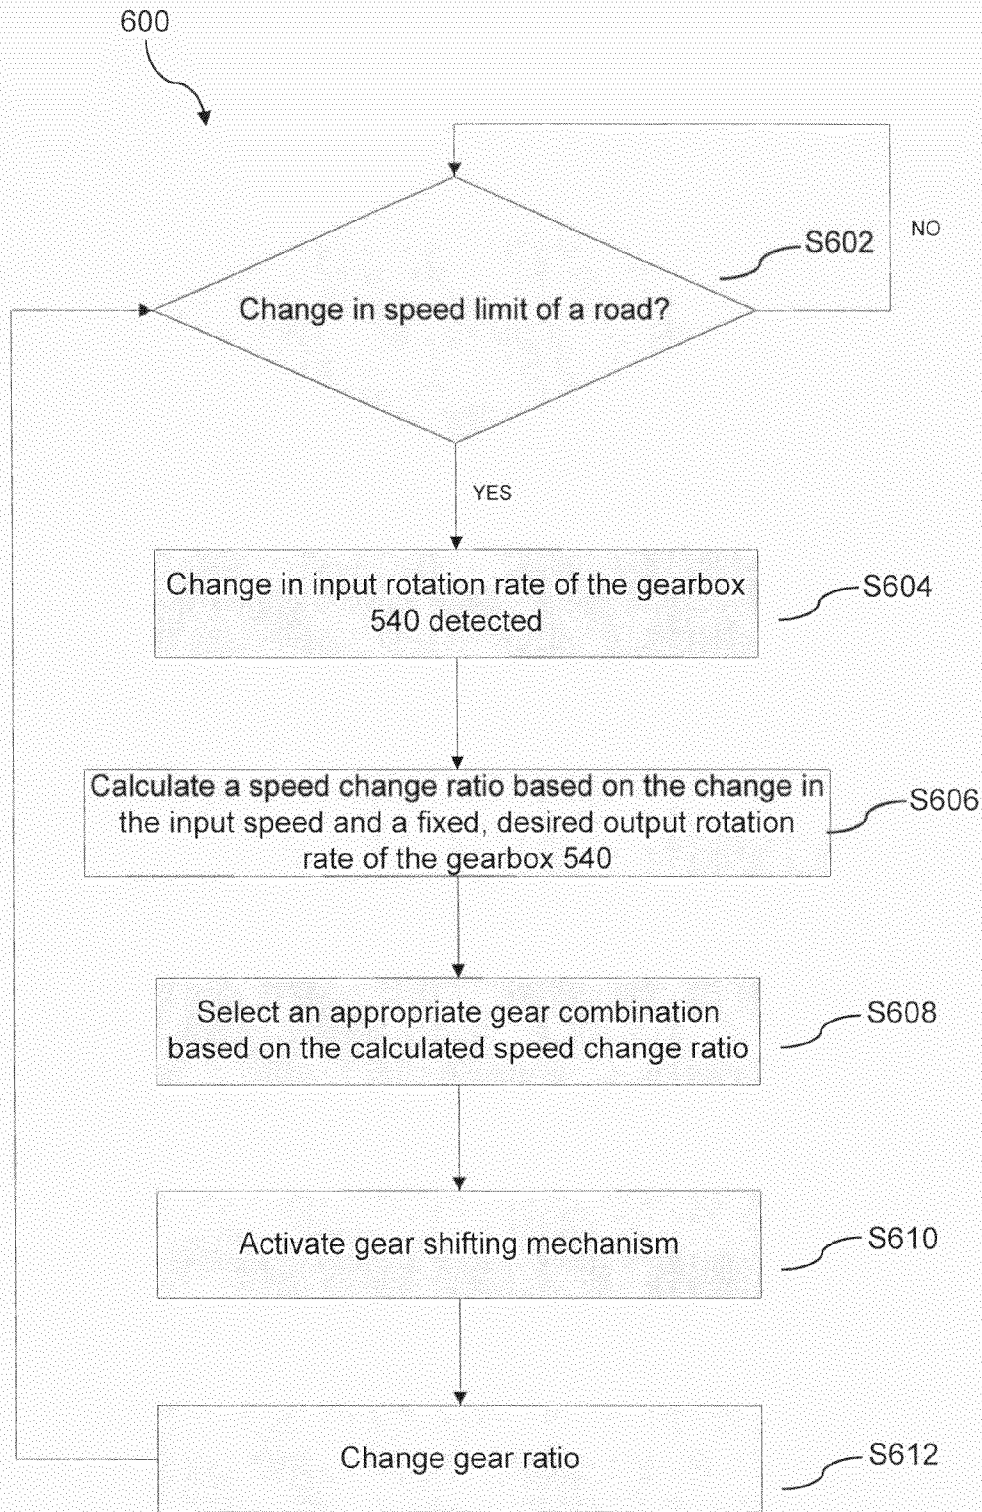 600
S602
NO
Change in speed limit of a road?
YES
Change in input rotation rate of the gearbox
540 detected
S604
Calculate a speed change ratio based on the change in
the input speed and a fixed, desired output rotation
rate of the gearbox 540
S606
Select an appropriate gear combination
based on the calculated speed change ratio
S608
Activate gear shifting mechanism
S610
Change gear ratio
S612